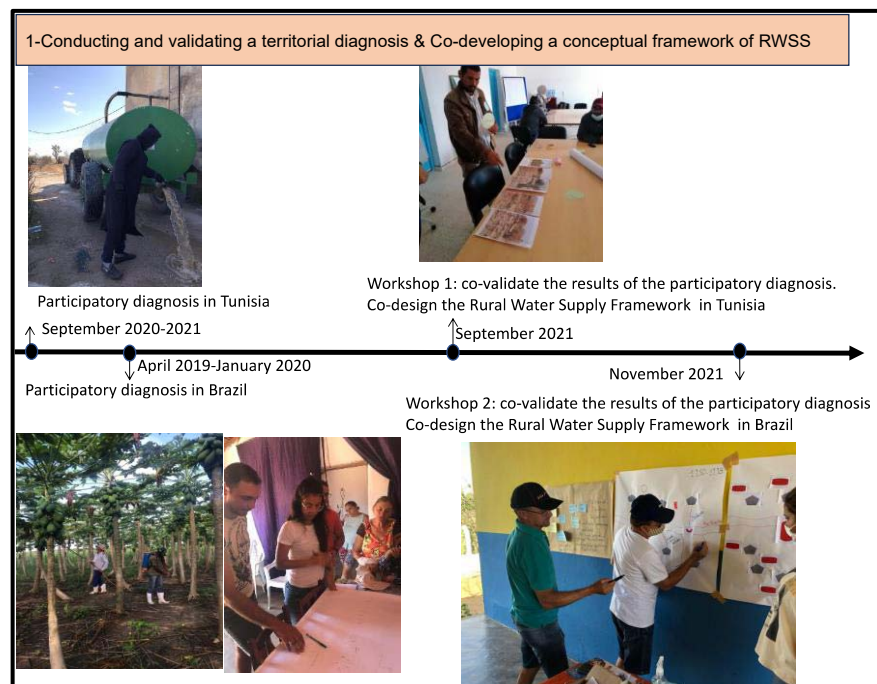 1-Conducting and validating a territorial diagnosis & Co-developing a conceptual framework of RWSS
Participatory diagnosis in Tunisia
September 2020-2021
Workshop 1: co-validate the results of the participatory diagnosis.
Co-design the Rural Water Supply Framework in Tunisia
September 2021
April 2019-January 2020
Participatory diagnosis in Brazil
November 2021
Workshop 2: co-validate the results of the participatory diagnosis
Co-design the Rural Water Supply Framework in Brazil